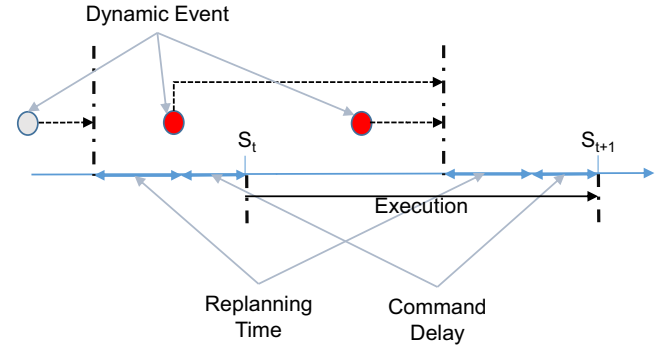 Dynamic Event
St
St+1
Execution
Replanning
Time
Command
Delay